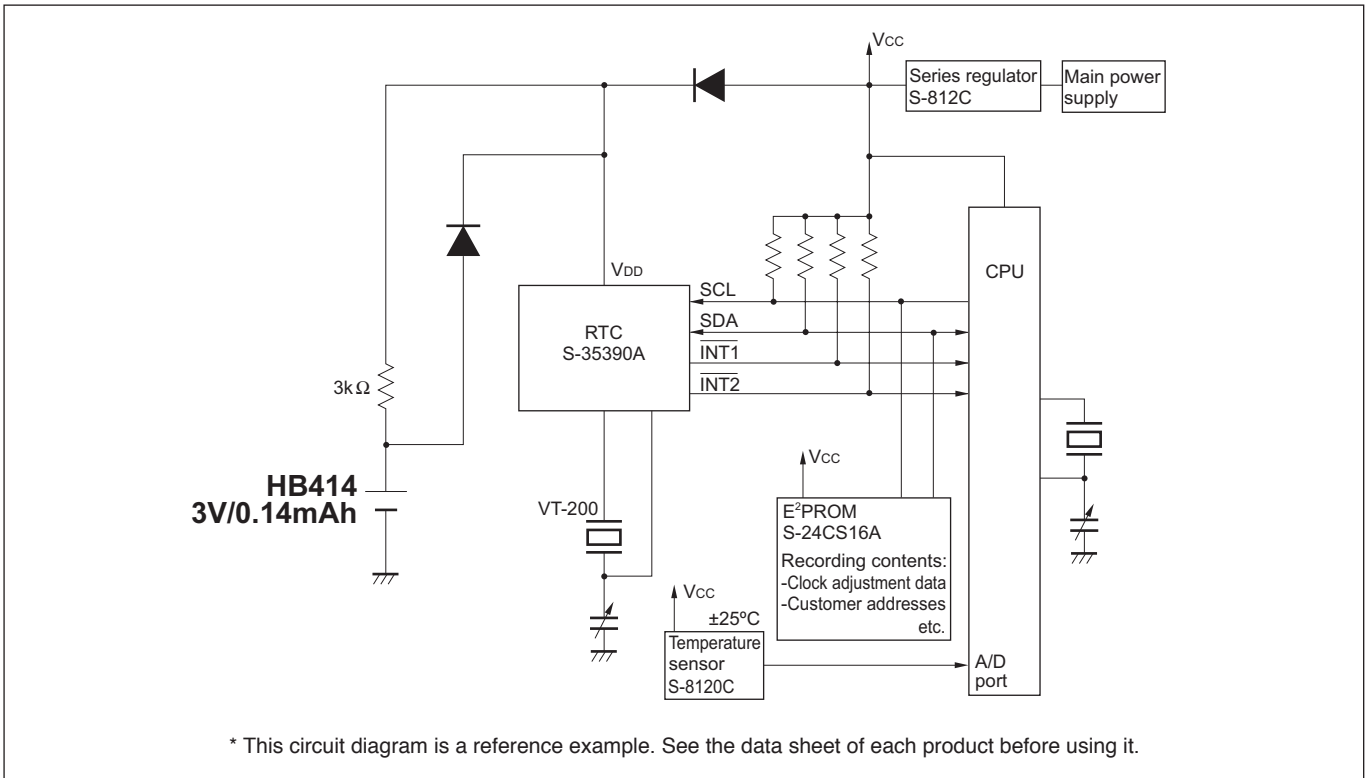 Vcc
Series regulator
S-812C
Main power
supply
VDD
CPU
RTC
S-35390A
SCL
SDA
INT1
INT2
3kΩ
HB414
3V/0.14mAh
VT-200
Vcc
E²PROM
S-24CS16A
Recording contents:
-Clock adjustment data
-Customer addresses
etc.
Vcc
±25ºC
Temperature
sensor
S-8120C
A/D
port
* This circuit diagram is a reference example. See the data sheet of each product before using it.